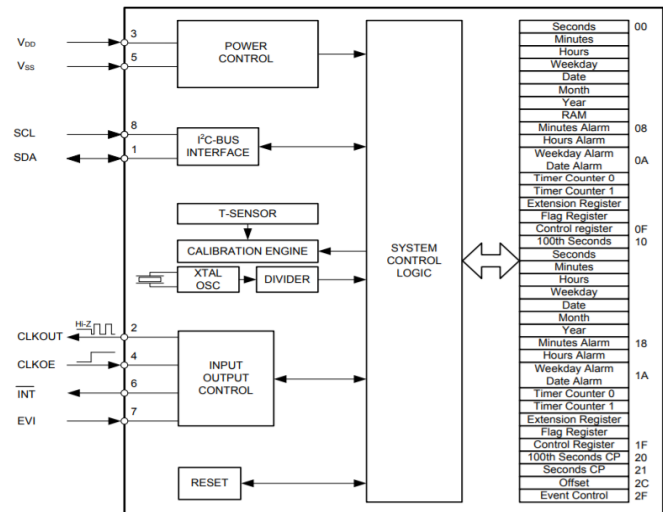 VDD
3
VSS
5
POWER
CONTROL
SCL
8
SDA
1
I²C-BUS
INTERFACE
T-SENSOR
CALIBRATION ENGINE
XTAL
OSC
DIVIDER
Hi-Z
CLKOUT
2
CLKOE
4
INT
6
EVI
7
INPUT
OUTPUT
CONTROL
RESET
SYSTEM
CONTROL
LOGIC
Seconds 00
Minutes
Hours
Weekday
Date
Month
Year
RAM
Minutes Alarm 08
Hours Alarm
Weekday Alarm
Date Alarm 0A
Timer Counter 0
Timer Counter 1
Extension Register
Flag Register
Control register 0F
100th Seconds 10
Seconds
Minutes
Hours
Weekday
Date
Month
Year
Minutes Alarm 18
Hours Alarm
Weekday Alarm
Date Alarm 1A
Timer Counter 0
Timer Counter 1
Extension Register
Flag Register
Control Register 1F
100th Seconds CP 20
Seconds CP 21
Offset 2C
Event Control 2F